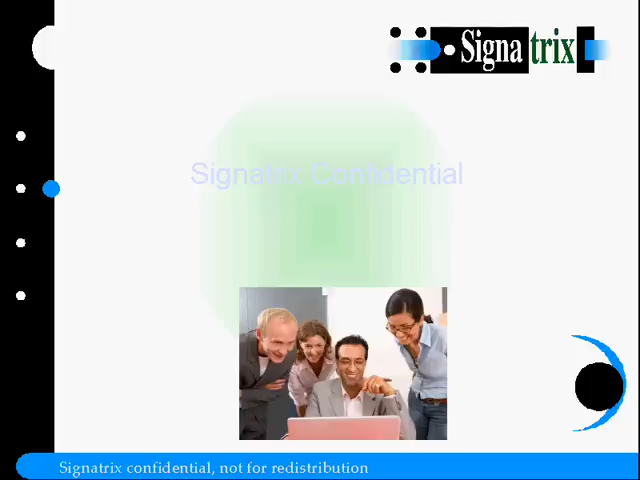 Signatrix
Signatrix Confidential
Signatrix confidential, not for redistribution